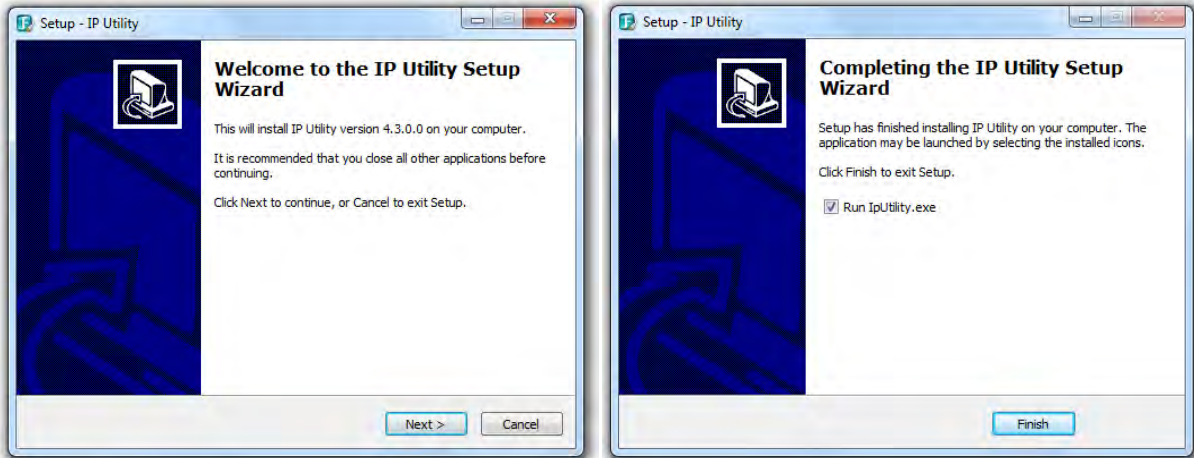 Setup - IP Utility
Welcome to the IP Utility Setup
Wizard
This will install IP Utility version 4.3.0.0 on your computer.
It is recommended that you close all other applications before
continuing.
Click Next to continue, or Cancel to exit Setup.
Next >
Cancel
Setup - IP Utility
Completing the IP Utility Setup
Wizard
Setup has finished installing IP Utility on your computer. The
application may be launched by selecting the installed icons.
Click Finish to exit Setup.
Run IpUtility.exe
Finish